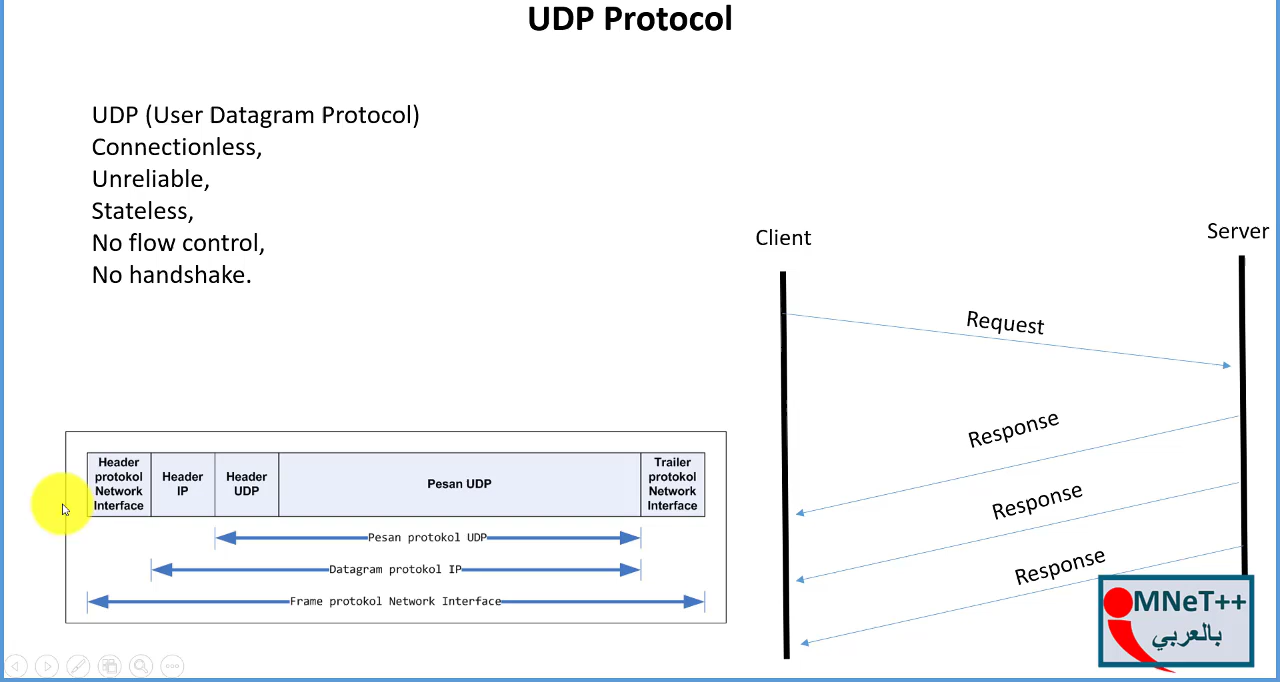 UDP Protocol
UDP (User Datagram Protocol)
Connectionless,
Unreliable,
Stateless,
No flow control,
No handshake.
Client
Server
Request
Response
Response
Response
Header
protokol
Network
Interface
Header
IP
Header
UDP
Pesan UDP
Trailer
protokol
Network
Interface
Pesan protokol UDP
Datagram protokol IP
Frame protokol Network Interface
MNeT++
بالعربي